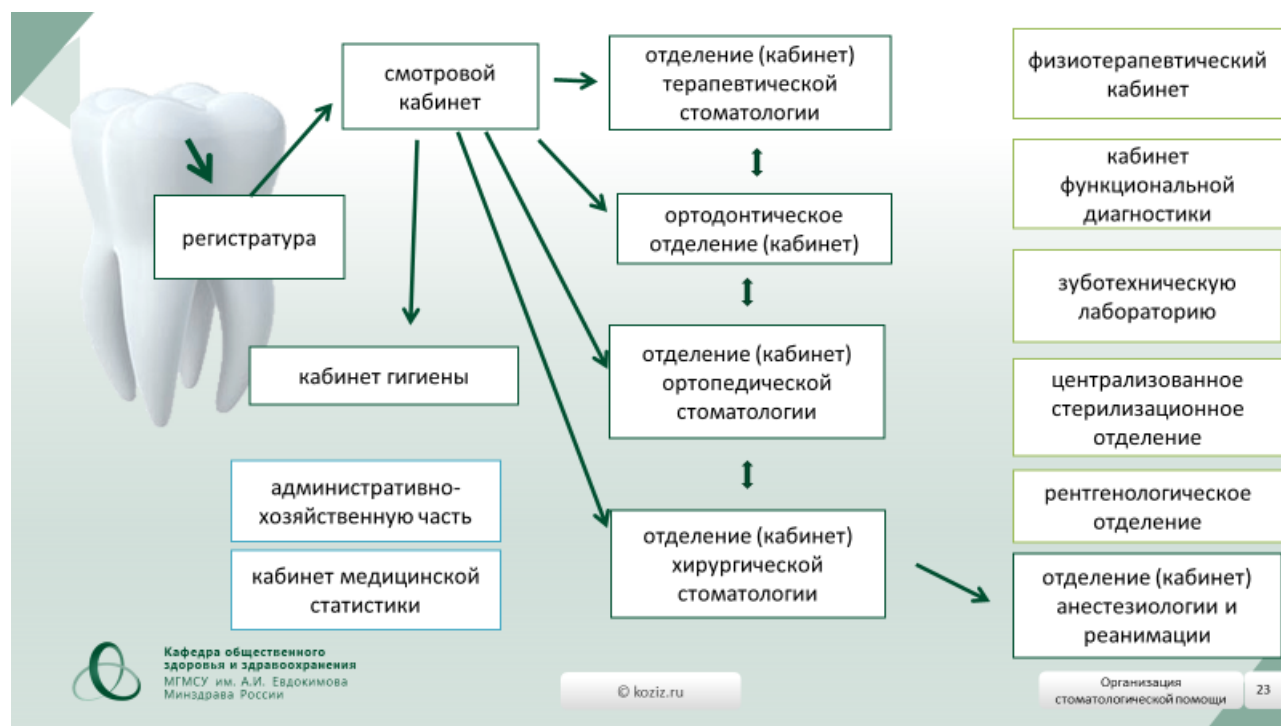 смотровой
кабинет
регистратура
кабинет гигиены
административно-
хозяйственную часть
кабинет медицинской
статистики
отделение (кабинет)
терапевтической
стоматологии
ортодонтическое
отделение (кабинет)
отделение (кабинет)
ортопедической
стоматологии
отделение (кабинет)
хирургической
стоматологии
физиотерапевтический
кабинет
кабинет
функциональной
диагностики
зуботехническую
лабораторию
централизованное
стерилизационное
отделение
рентгенологическое
отделение
отделение (кабинет)
анестезиологии и
реанимации
Кафедра общественного
здоровья и здравоохранения
МГМСУ им. А.И. Евдокимова
Минздрава России
© koziz.ru
Организация
стоматологической помощи
23